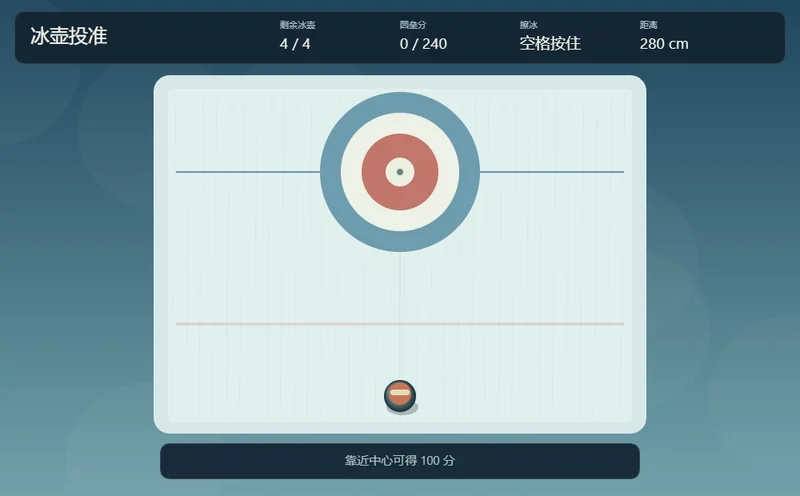 冰壶投准
剩余冰壶
4 / 4
回垒分
0 / 240
擦冰
空格按住
距离
280 cm
靠近中心可得 100 分